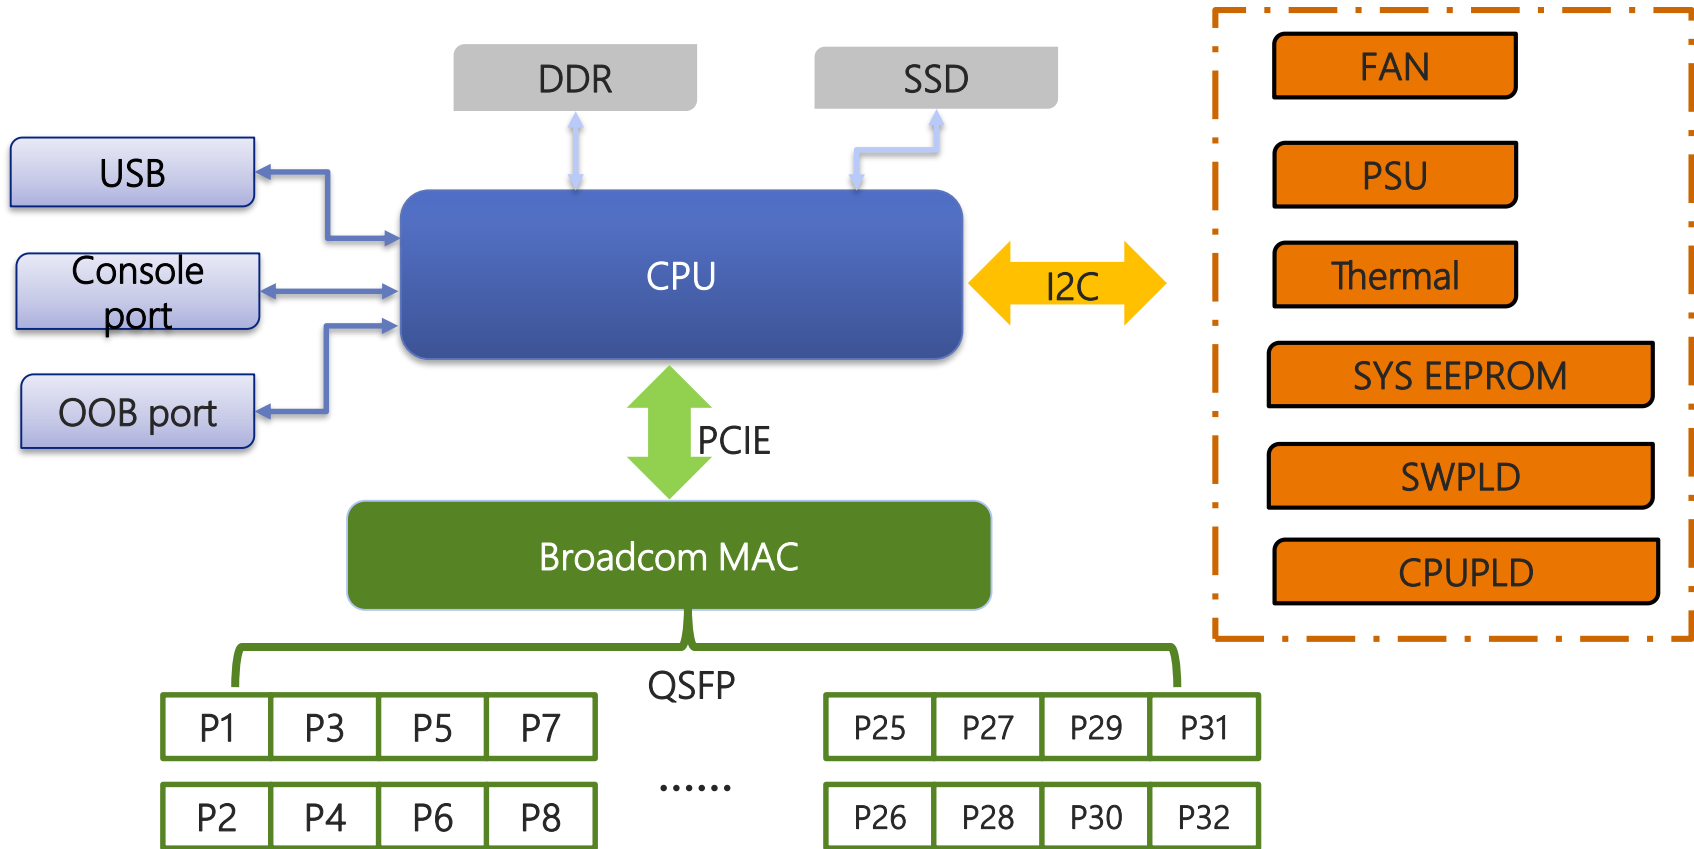 DDR
SSD
USB
Console
port
OOB port
CPU
I2C
PCIE
Broadcom MAC
QSFP
P1 P3 P5 P7
P25 P27 P29 P31
......
P2 P4 P6 P8
P26 P28 P30 P32
FAN
PSU
Thermal
SYS EEPROM
SWPLD
CPUPLD